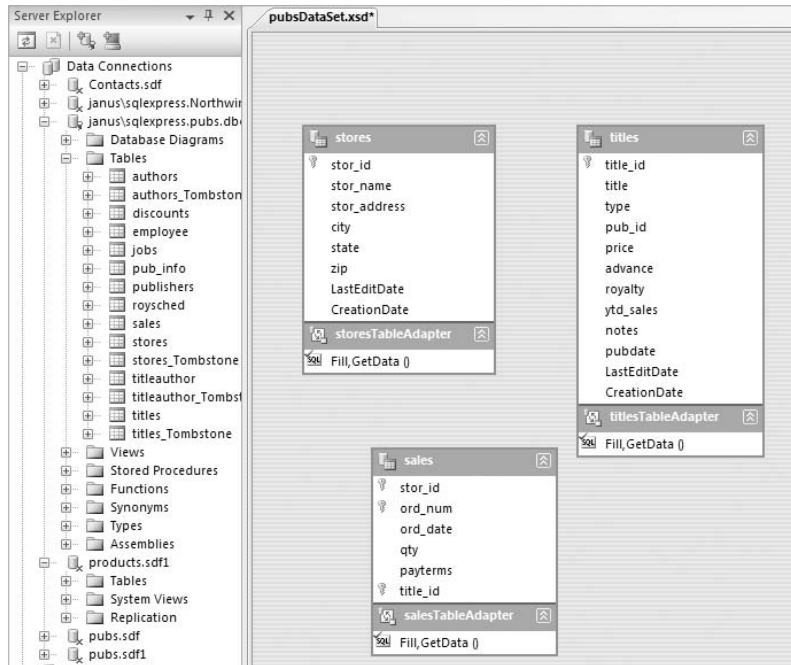 Server Explorer
pubsDataSet.xsd*
Data Connections
Contacts.sdf
janus\sqlexpress.Northwin
janus\sqlexpress.pubs.dbo
Database Diagrams
Tables
authors
authors_Tombston
discounts
employee
jobs
pub_info
publishers
roysched
sales
stores
stores_Tombstone
titleauthor
titleauthor_Tombst
titles
titles_Tombstone
Views
Stored Procedures
Functions
Synonyms
Types
Assemblies
products.sdf1
Tables
System Views
Replication
pubs.sdf
pubs.sdf1
stores
stor_id
stor_name
stor_address
city
state
zip
LastEditDate
CreationDate
storesTableAdapter
SQL Fill,GetData ()
titles
title_id
title
type
pub_id
price
advance
royalty
ytd_sales
notes
pubdate
LastEditDate
CreationDate
titlesTableAdapter
SQL Fill,GetData ()
sales
stor_id
ord_num
ord_date
qty
payterms
title_id
salesTableAdapter
SQL Fill,GetData ()